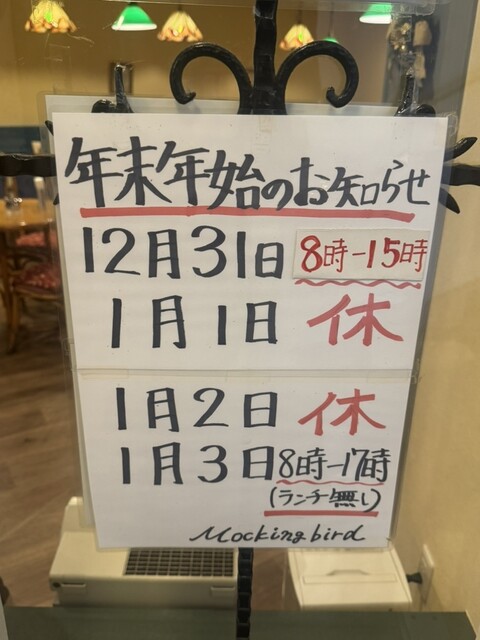 年末年始のお知らせ
12月31日 8時-15時
1月1日 休
1月2日 休
1月3日 8時-17時
(ランチ無し)
Mocking bird